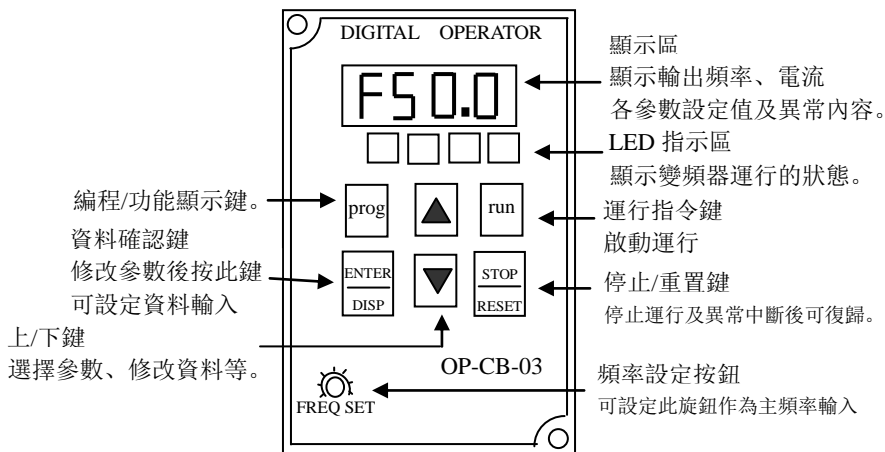 DIGITAL OPERATOR
F50.0
顯示區
顯示輸出頻率、電流
各參數設定值及異常內容。
LED 指示區
顯示變頻器運行的狀態。
編程/功能顯示鍵。
prog
run
運行指令鍵
啟動運行
資料確認鍵
修改參數後按此鍵
可設定資料輸入
ENTER
DISP
STOP
RESET
停止/重置鍵
停止運行及異常中斷後可復歸。
上/下鍵
選擇參數、修改資料等。
OP-CB-03
FREQ SET
頻率設定按鈕
可設定此旋鈕作為主頻率輸入